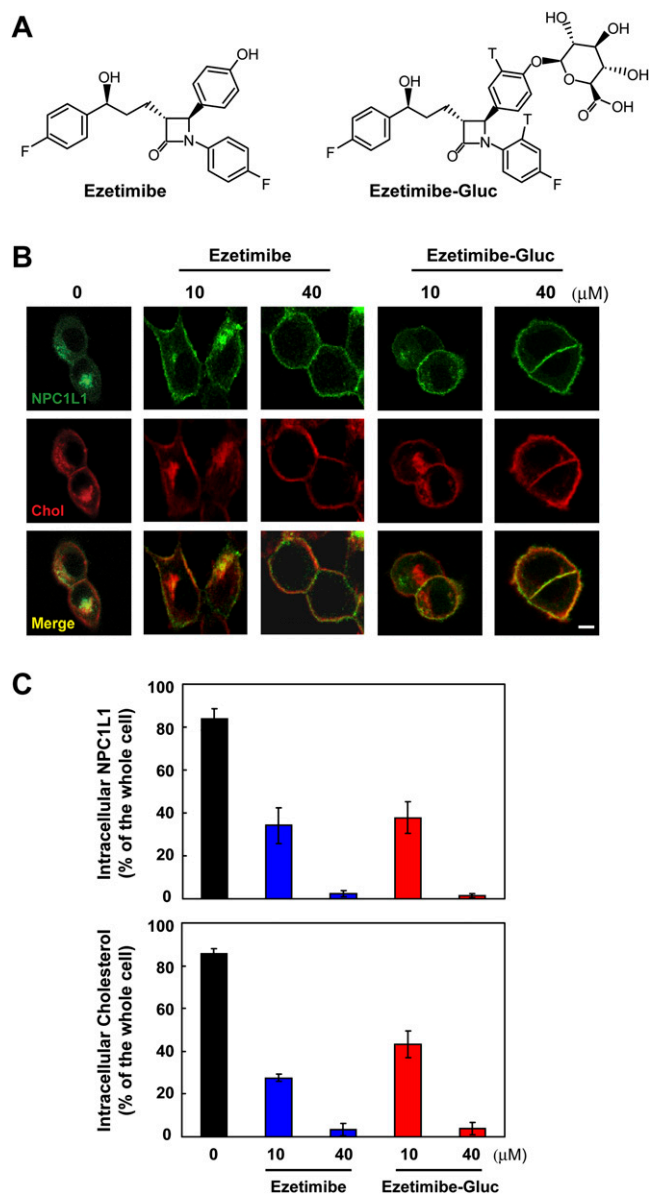 A
OH
OH
F
O
N
F
Ezetimibe
HO
OH
OH
OH
O
O
T
OH
O
T
F
O
N
F
Ezetimibe-Gluc
B
Ezetimibe
Ezetimibe-Gluc
0
10
40
10
40
(μM)
NPC1L1
Chol
Merge
C
Intracellular NPC1L1
(% of the whole cell)
100
80
60
40
20
0
Intracellular Cholesterol
(% of the whole cell)
100
80
60
40
20
0
0
10
40
10
40
(μM)
Ezetimibe
Ezetimibe-Gluc